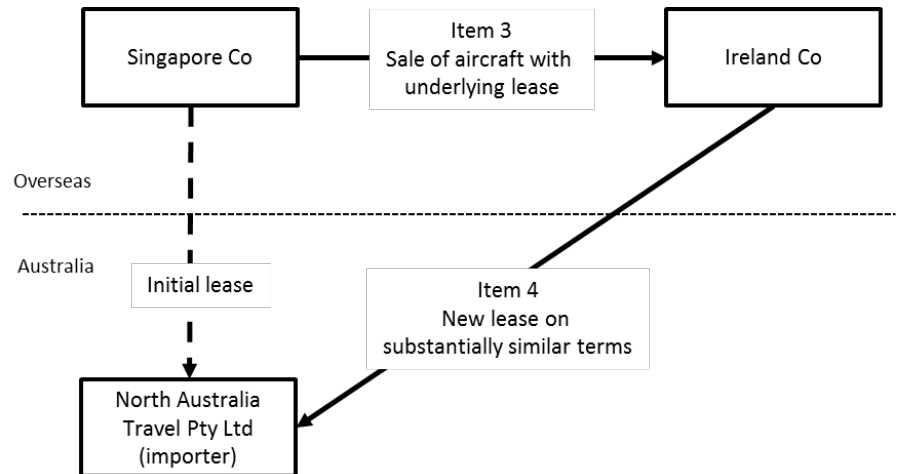 Singapore Co
Item 3
Sale of aircraft with
underlying lease
Ireland Co
Overseas
Australia
Initial lease
Item 4
New lease on
substantially similar terms
North Australia
Travel Pty Ltd
(importer)